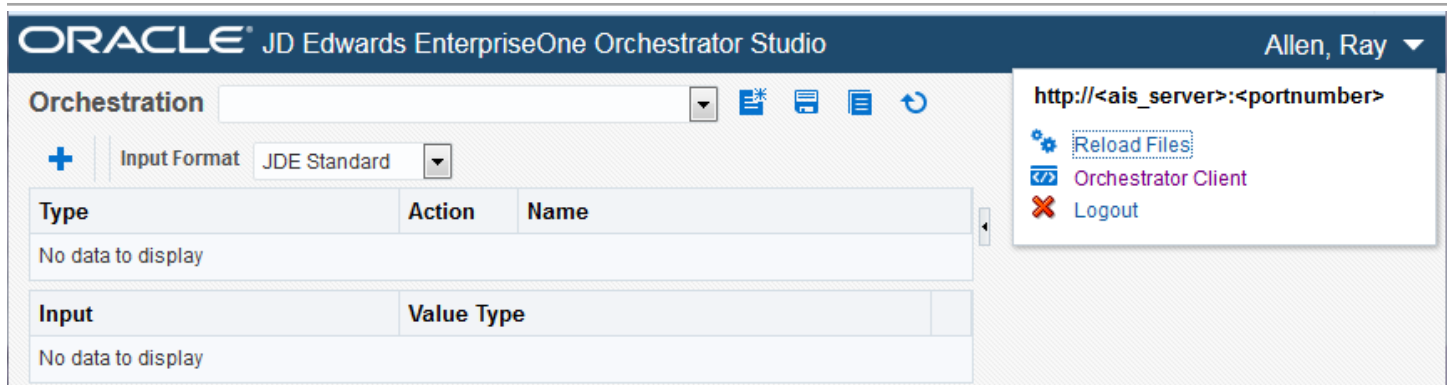 ORACLE® JD Edwards EnterpriseOne Orchestrator Studio
Allen, Ray
Orchestration
http://<ais_server>:<portnumber>
Reload Files
Orchestrator Client
Logout
Input Format JDE Standard
Type Action Name
No data to display
Input Value Type
No data to display